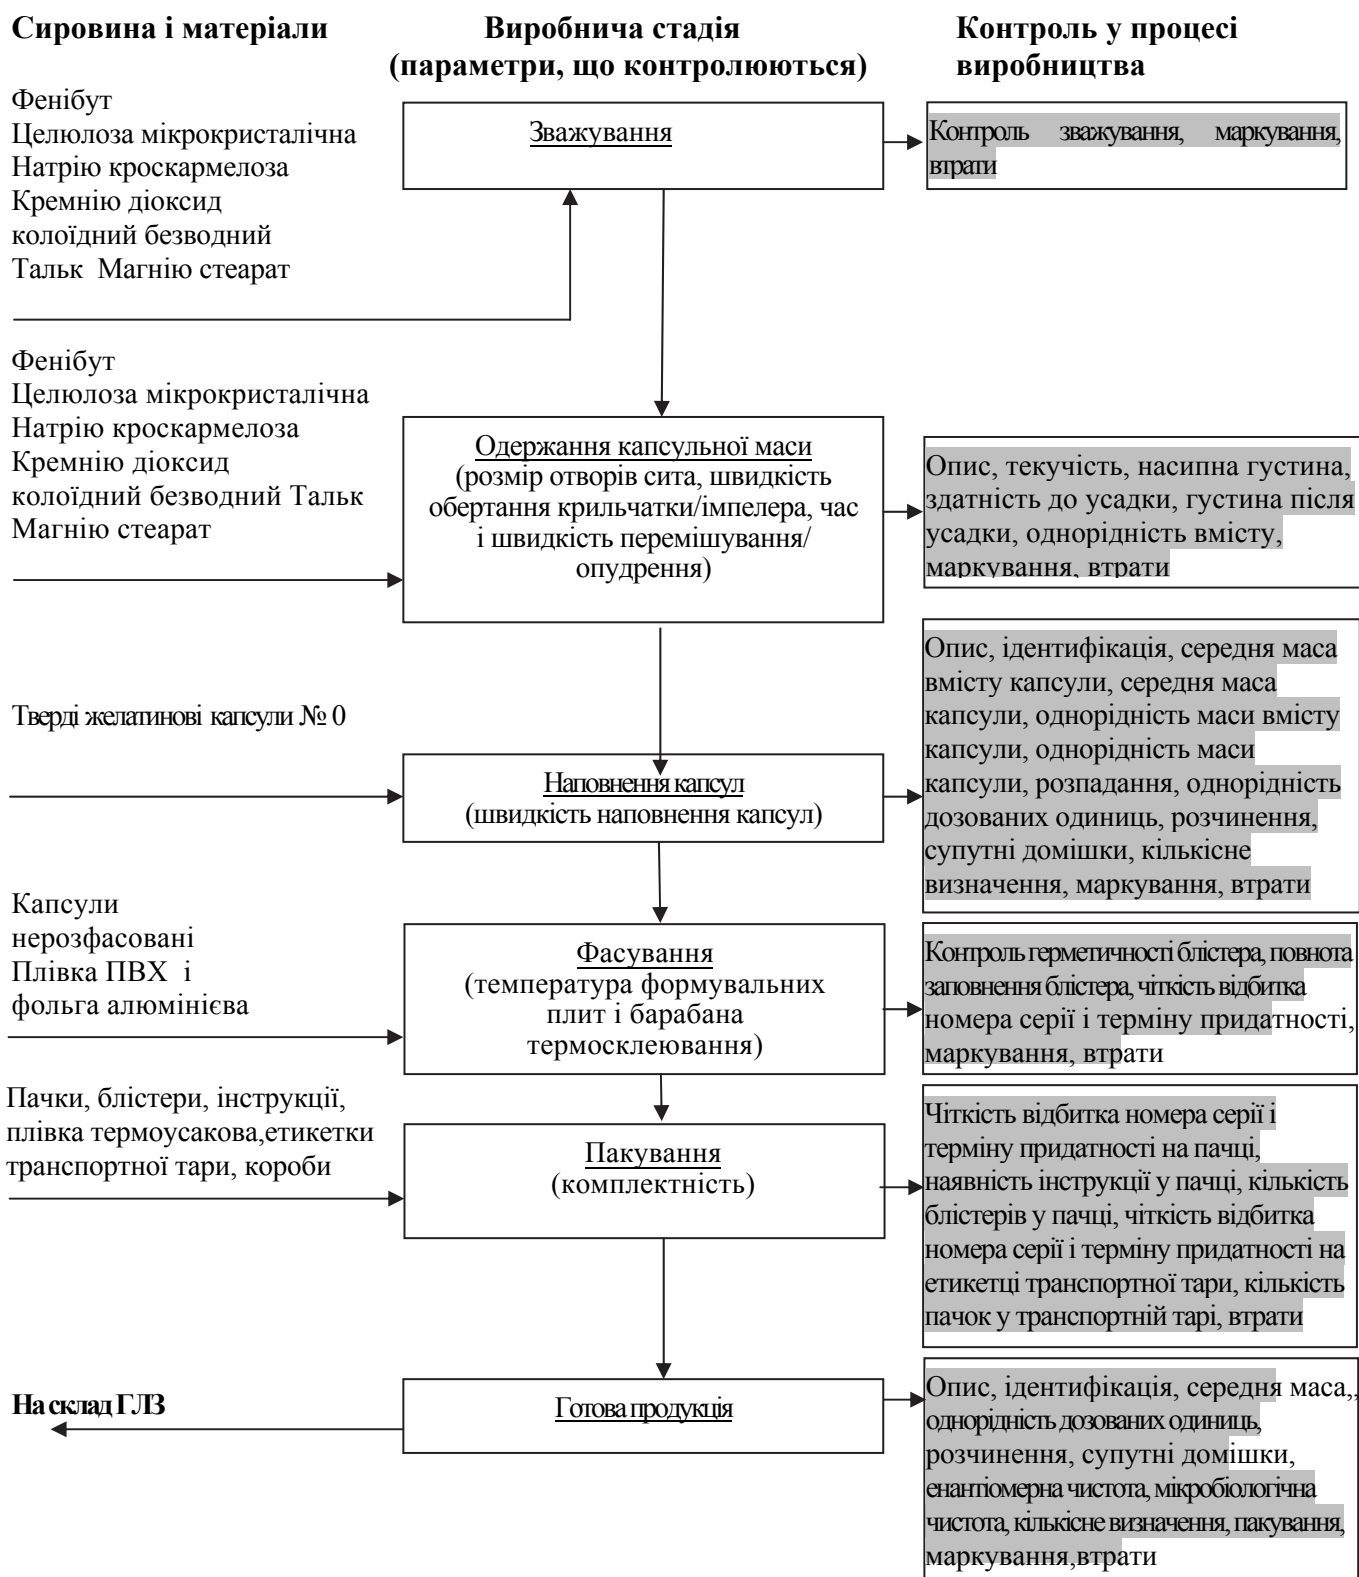 Сировина і матеріали
Виробнича стадія
(параметри, що контролюються)
Контроль у процесі
виробництва
Фенібут
Целюлоза мікрокристалічна
Натрію кроскармелоза
Кремнію діоксид
колоїдний безводний
Тальк Магнію стеарат
Зважування
Контроль зважування, маркування,
втрати
Фенібут
Целюлоза мікрокристалічна
Натрію кроскармелоза
Кремнію діоксид
колоїдний безводний Тальк
Магнію стеарат
Одержання капсульної маси
(розмір отворів сита, швидкість
обертання крильчатки/імпелера, час
і швидкість перемішування/
опудрення)
Опис, текучість, насипна густина,
здатність до усадки, густина після
усадки, однорідність вмісту,
маркування, втрати
Тверді желатинові капсули № 0
Наповнення капсул
(швидкість наповнення капсул)
Опис, ідентифікація, середня маса
вмісту капсули, середня маса
капсули, однорідність маси вмісту
капсули, однорідність маси
капсули, розпадання, однорідність
дозованих одиниць, розчинення,
супутні домішки, кількісне
визначення, маркування, втрати
Капсули
нерозфасовані
Плівка ПВХ і
фольга алюмінієва
Фасування
(температура формувальних
плит і барабана
термосклеювання)
Контроль герметичності блістера, повнота
заповнення блістера, чіткість відбитка
номера серії і терміну придатності,
маркування, втрати
Пачки, блістери, інструкції,
плівка термоусакова,етикетки
транспортної тари, короби
Пакування
(комплектність)
Чіткість відбитка номера серії і
терміну придатності на пачці,
наявність інструкції у пачці, кількість
блістерів у пачці, чіткість відбитка
номера серії і терміну придатності на
етикетці транспортної тари, кількість
пачок у транспортній тарі, втрати
На склад ГЛЗ
Готова продукція
Опис, ідентифікація, середня маса,,
однорідність дозованих одиниць,
розчинення, супутні домішки,
енантіомерна чистота, мікробіологічна
чистота, кількісне визначення, пакування,
маркування,втрати